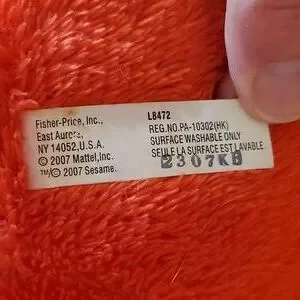 Fisher-Price, Inc.,
East Aurora,
NY 14052, U.S.A.
© 2007 Mattel, Inc.
™/© 2007 Sesame.
L8472
REG.NO.PA-10302(HK)
SURFACE WASHABLE ONLY
SEULE LA SURFACE EST LAVABLE
2307KB